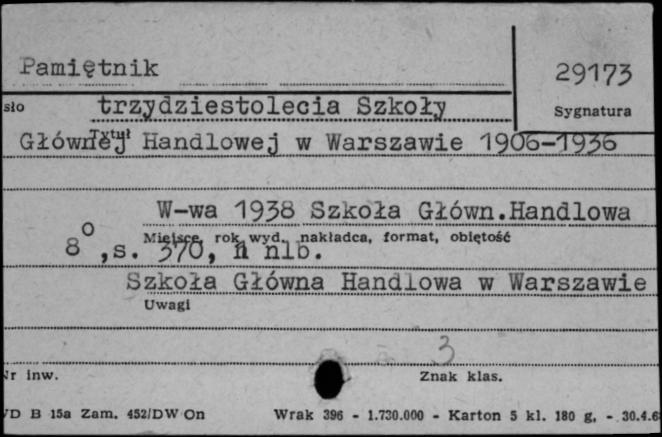 Pamiętnik
29173
sło
trzydziestolecia Szkoły
Sygnatura
Tytuł
Głównej Handlowej w Warszawie 1906-1936
W-wa 1938 Szkoła Główn.Handlowa
Miejsce, rok wyd., nakładca, format, objętość
8°, s. 370, n nlb.
Szkoła Główna Handlowa w Warszawie
Uwagi
3
Nr inw.
Znak klas.
D B 15a Zam. 452/DW On
Wrak 396 - 1.730.000 - Karton 5 kl. 180 g. - 30.4.6